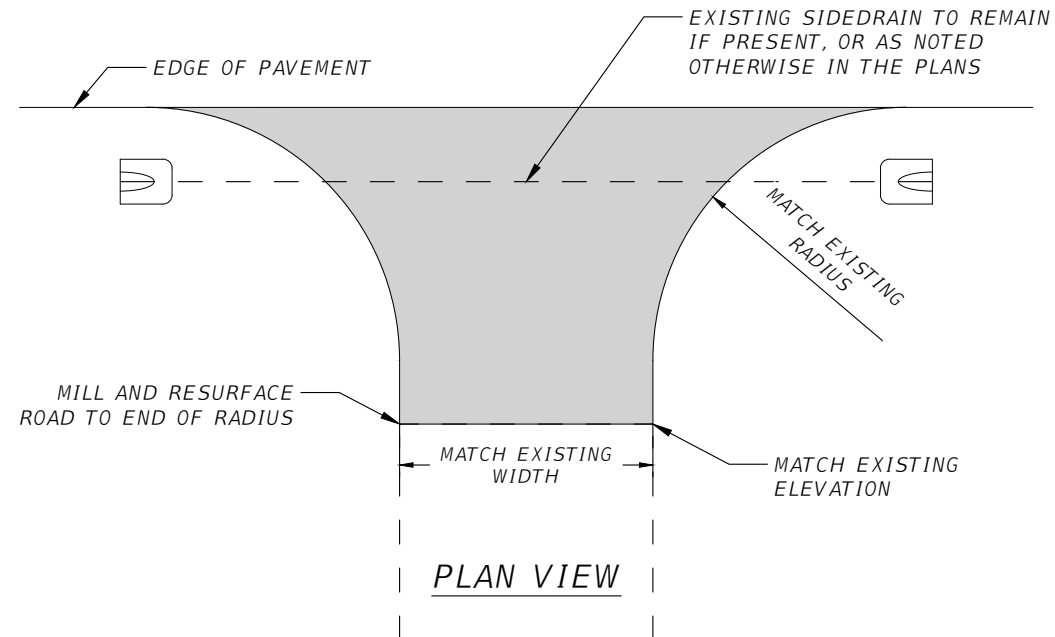 EXISTING SIDEDRAIN TO REMAIN
IF PRESENT, OR AS NOTED
OTHERWISE IN THE PLANS
EDGE OF PAVEMENT
MATCH EXISTING
RADIUS
MILL AND RESURFACE
ROAD TO END OF RADIUS
MATCH EXISTING
WIDTH
MATCH EXISTING
ELEVATION
PLAN VIEW